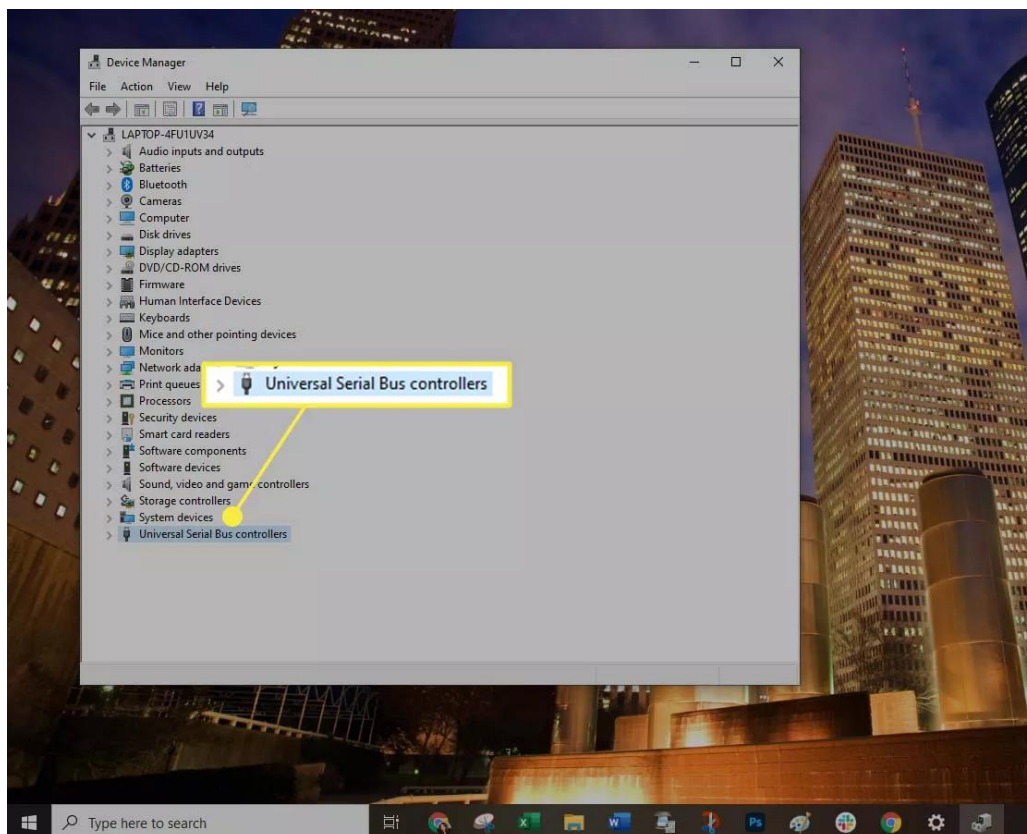 Device Manager
File Action View Help
LAPTOP-4FU1UV34
Audio inputs and outputs
Batteries
Bluetooth
Cameras
Computer
Disk drives
Display adapters
DVD/CD-ROM drives
Firmware
Human Interface Devices
Keyboards
Mice and other pointing devices
Monitors
Network ada
Universal Serial Bus controllers
Print queues
Processors
Security devices
Smart card readers
Software components
Software devices
Sound, video and game controllers
Storage controllers
System devices
Universal Serial Bus controllers
Type here to search